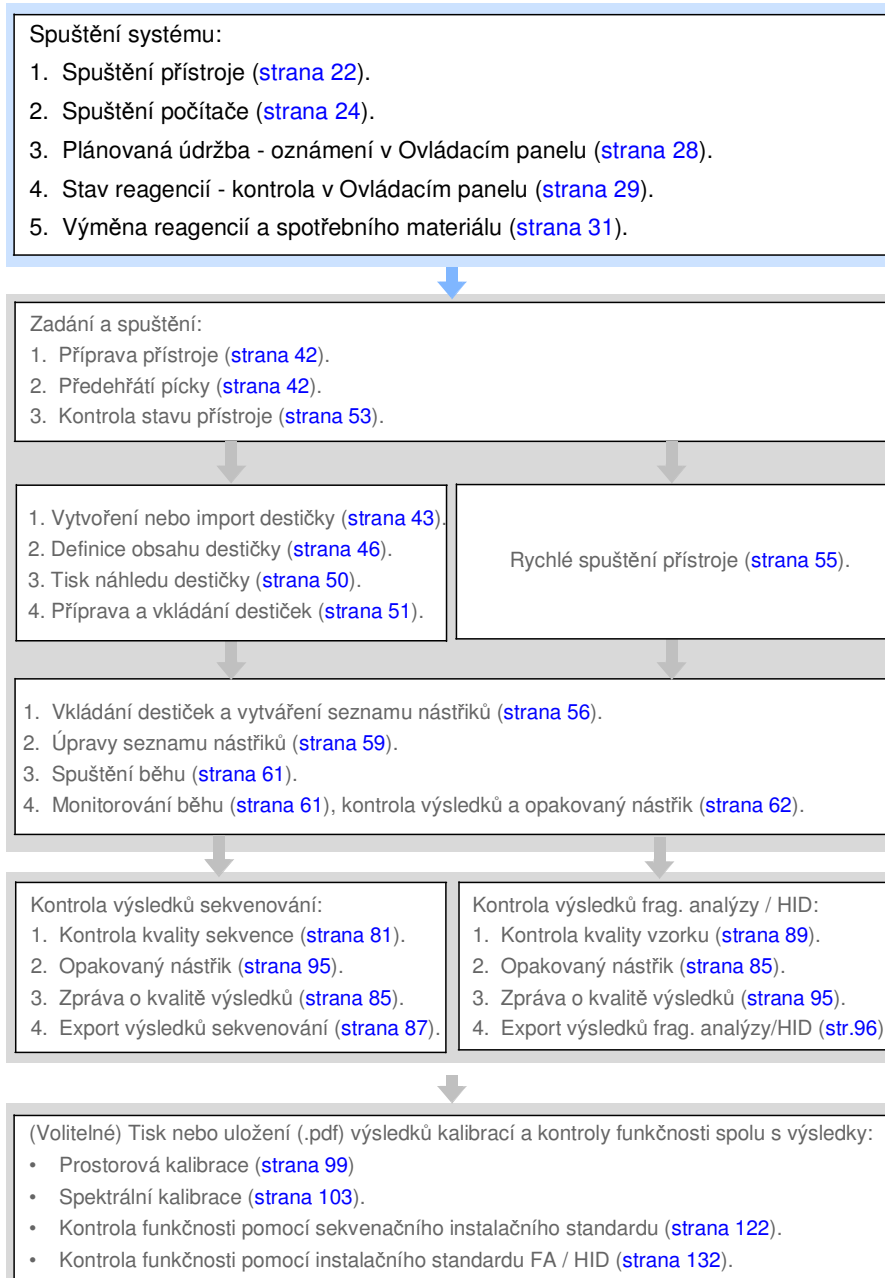 Spuštění systému:
1. Spuštění přístroje (strana 22).
2. Spuštění počítače (strana 24).
3. Plánovaná údržba - oznámení v Ovládacím panelu (strana 28).
4. Stav reagencií - kontrola v Ovládacím panelu (strana 29).
5. Výměna reagencií a spotřebního materiálu (strana 31).
Zadání a spuštění:
1. Příprava přístroje (strana 42).
2. Předehřátí pícky (strana 42).
3. Kontrola stavu přístroje (strana 53).
1. Vytvoření nebo import destičky (strana 43).
2. Definice obsahu destičky (strana 46).
3. Tisk náhledu destičky (strana 50).
4. Příprava a vkládání destiček (strana 51).
Rychlé spuštění přístroje (strana 55).
1. Vkládání destiček a vytváření seznamu nástřiků (strana 56).
2. Úpravy seznamu nástřiků (strana 59).
3. Spuštění běhu (strana 61).
4. Monitorování běhu (strana 61), kontrola výsledků a opakovaný nástřik (strana 62).
Kontrola výsledků sekvenování:
1. Kontrola kvality sekvence (strana 81).
2. Opakovaný nástřik (strana 95).
3. Zpráva o kvalitě výsledků (strana 85).
4. Export výsledků sekvenování (strana 87).
Kontrola výsledků frag. analýzy / HID:
1. Kontrola kvality vzorku (strana 89).
2. Opakovaný nástřik (strana 85).
3. Zpráva o kvalitě výsledků (strana 95).
4. Export výsledků frag. analýzy/HID (str.96)
(Volitelné) Tisk nebo uložení (.pdf) výsledků kalibrací a kontroly funkčnosti spolu s výsledky:
• Prostorová kalibrace (strana 99)
• Spektrální kalibrace (strana 103).
• Kontrola funkčnosti pomocí sekvenačního instalačního standardu (strana 122).
• Kontrola funkčnosti pomocí instalačního standardu FA / HID (strana 132).